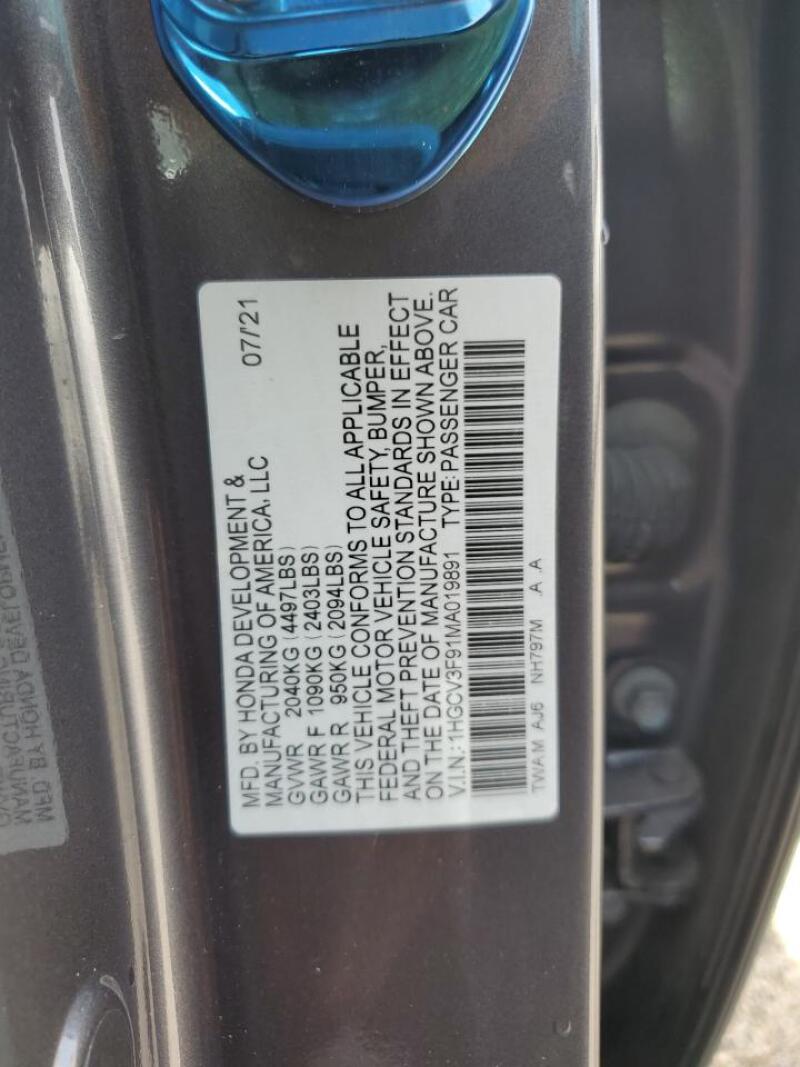 MFD. BY HONDA DEVELOPMENT & 07/'21
MANUFACTURING OF AMERICA, LLC
GVWR 2040KG (4497LBS)
GAWR F 1090KG (2403LBS)
GAWR R 950KG (2094LBS)
THIS VEHICLE CONFORMS TO ALL APPLICABLE
FEDERAL MOTOR VEHICLE SAFETY, BUMPER,
AND THEFT PREVENTION STANDARDS IN EFFECT
ON THE DATE OF MANUFACTURE SHOWN ABOVE.
V.I.N.:1HGCV3F91MA019891 TYPE:PASSENGER CAR
TWA M AJ6 NH797M .A .A